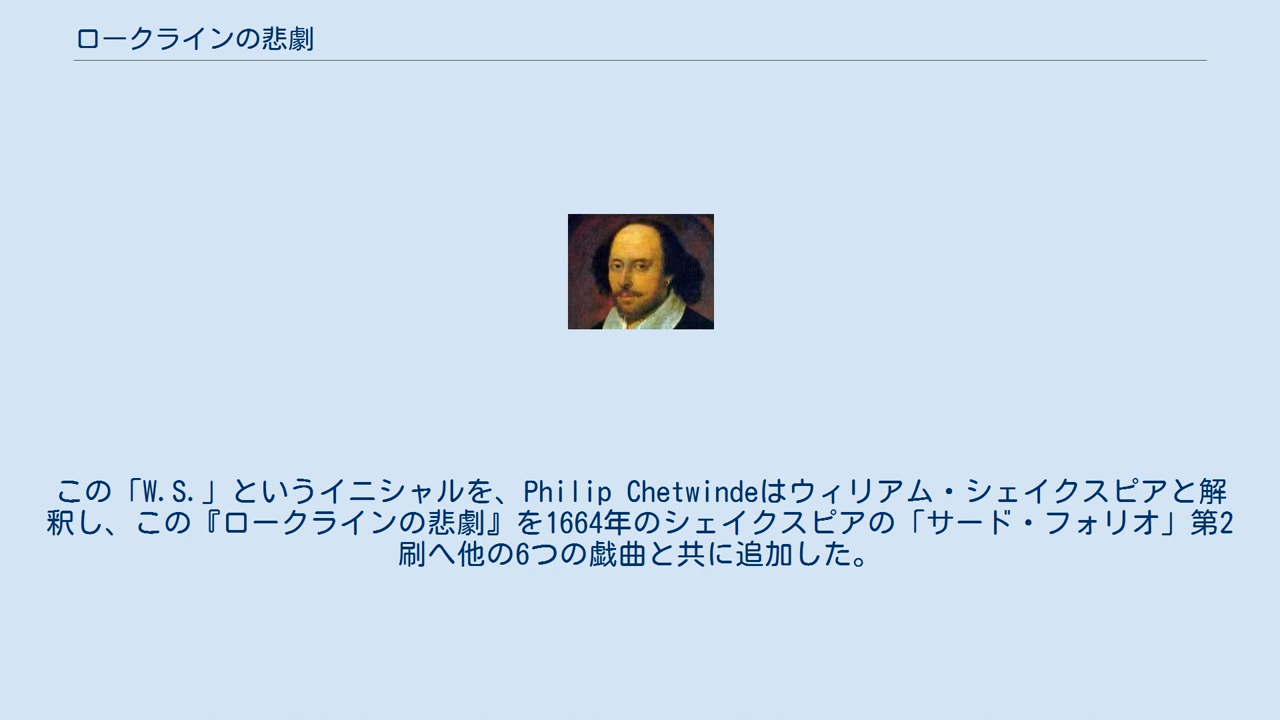 ロークラインの悲劇
この「W.S.」というイニシャルを、Philip Chetwindeはウィリアム・シェイクスピアと解
釈し、この『ロークラインの悲劇』を1664年のシェイクスピアの「サード・フォリオ」第2
刷へ他の6つの戯曲と共に追加した。